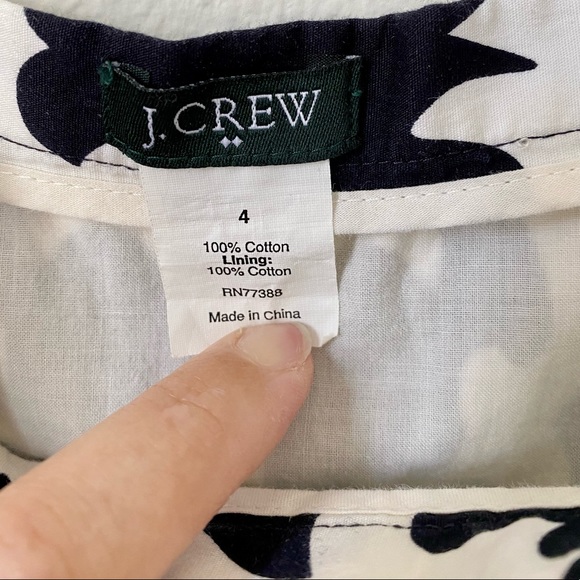 J.CREW
4
100% Cotton
Lining:
100% Cotton
RN77388
Made in China